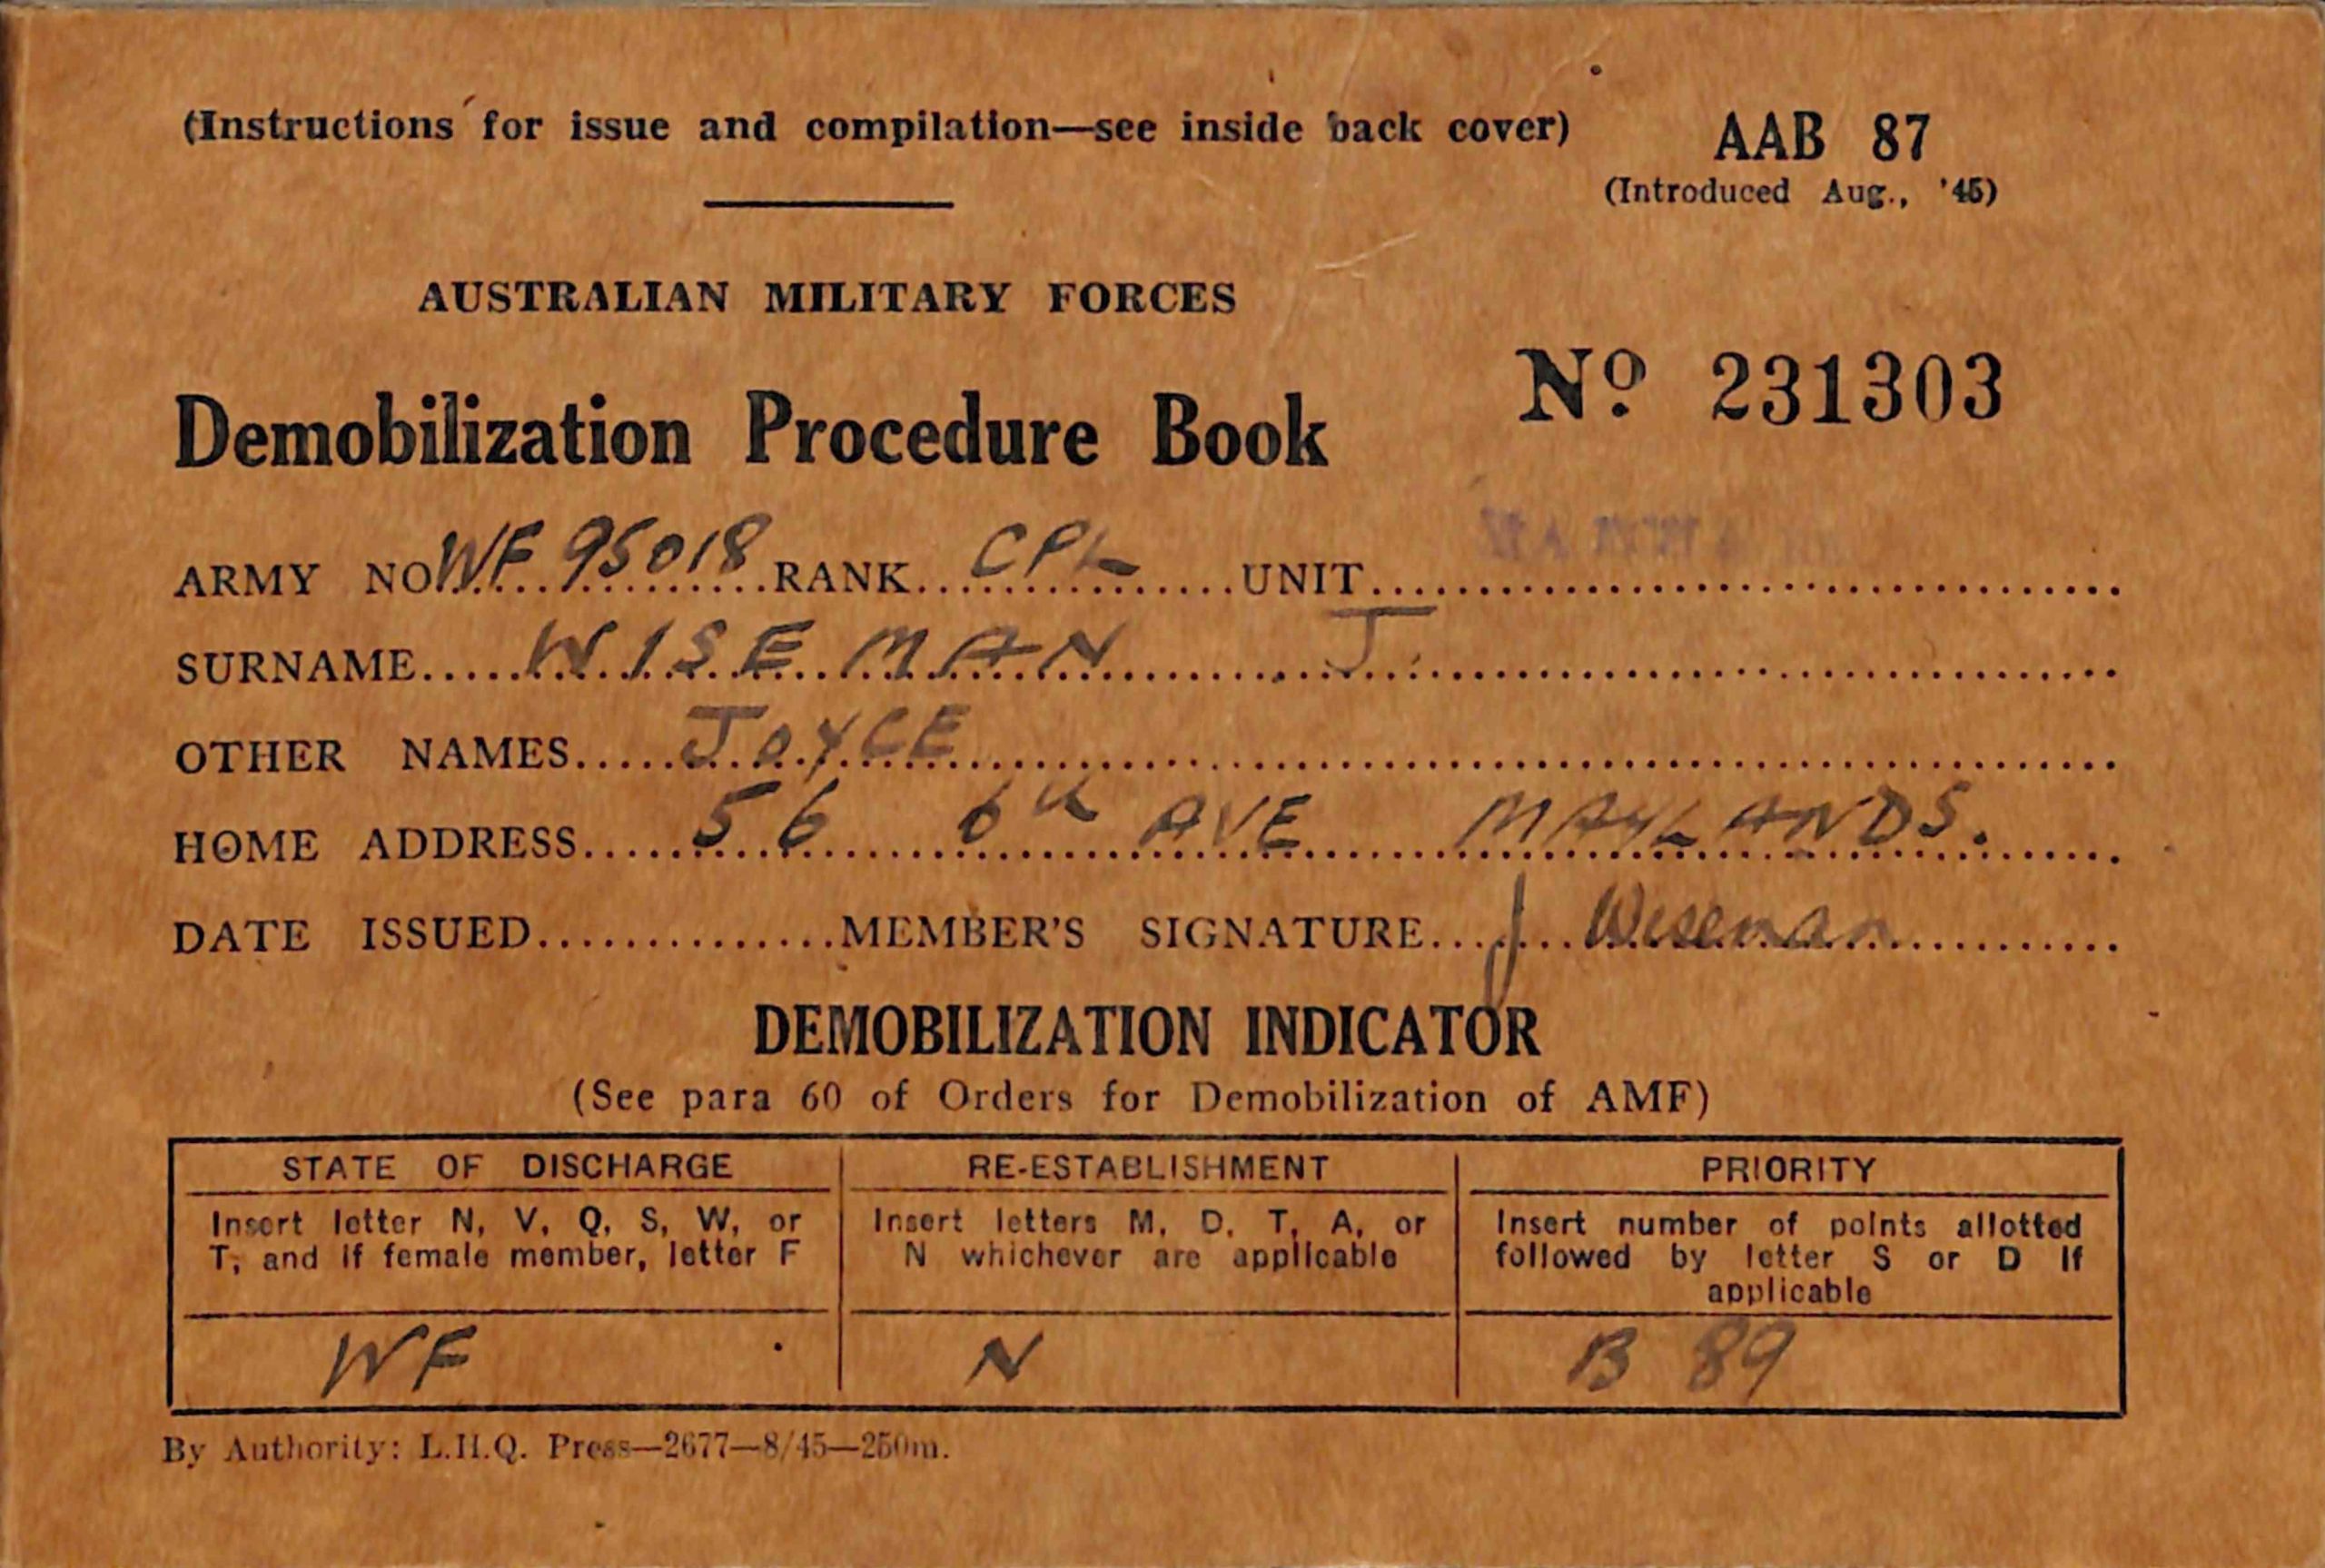 (Instructions for issue and compilation—see inside back cover)
AAB 87
(Introduced Aug., '45)
AUSTRALIAN MILITARY FORCES
Demobilization Procedure Book
No. 231303
ARMY NO WF 95018 RANK CPL UNIT
SURNAME WISEMAN J.
OTHER NAMES JOYCE
HOME ADDRESS 56 6th AVE MAYLANDS.
DATE ISSUED MEMBER'S SIGNATURE J Wiseman
DEMOBILIZATION INDICATOR
(See para 60 of Orders for Demobilization of AMF)
STATE OF DISCHARGE
Insert letter N, V, Q, S, W, or
T, and if female member, letter F
WF
RE-ESTABLISHMENT
Insert letters M, D, T, A, or
N whichever are applicable
N
PRIORITY
Insert number of points allotted
followed by letter S or D if
applicable
B 89
By Authority: L.H.Q. Press—2677—8/45—250m.